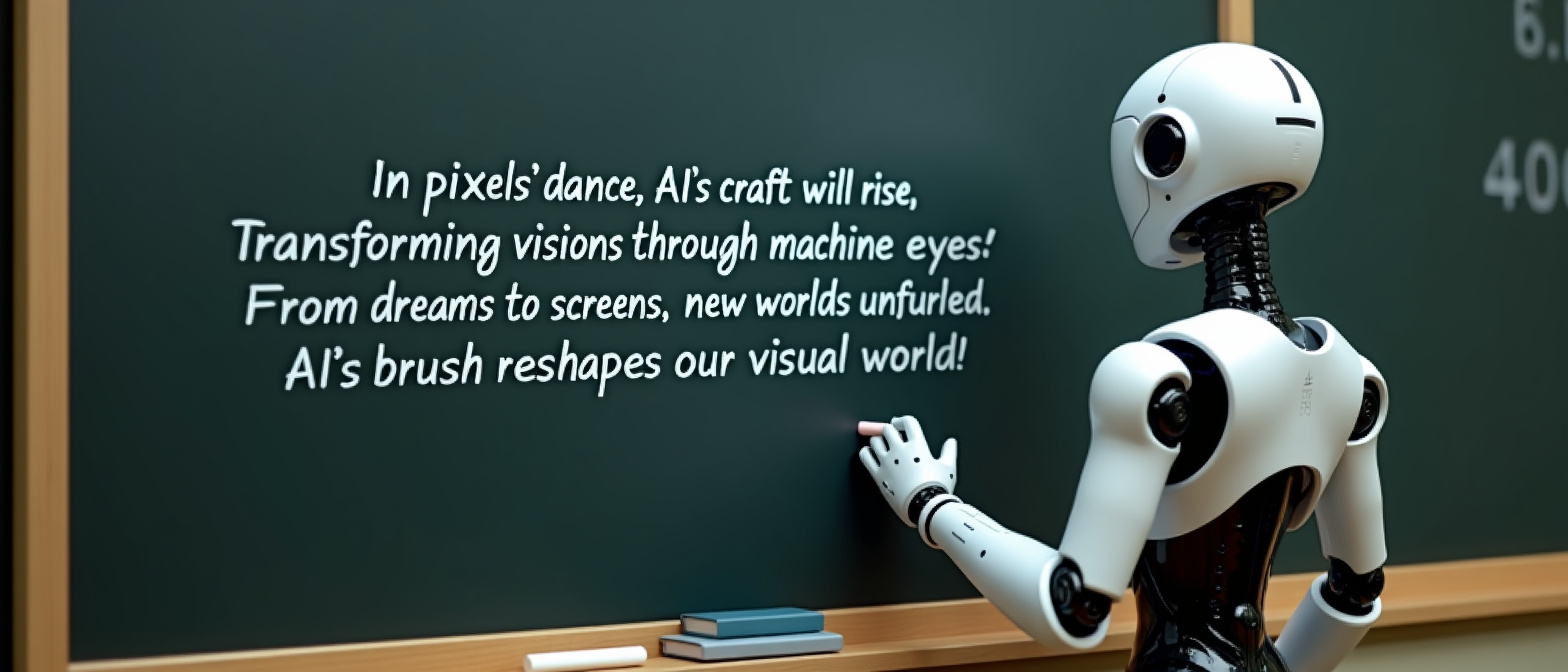 In pixels' dance, AI's craft will rise,
Transforming visions through machine eyes!
From dreams to screens, new worlds unfurled.
AI's brush reshapes our visual world!